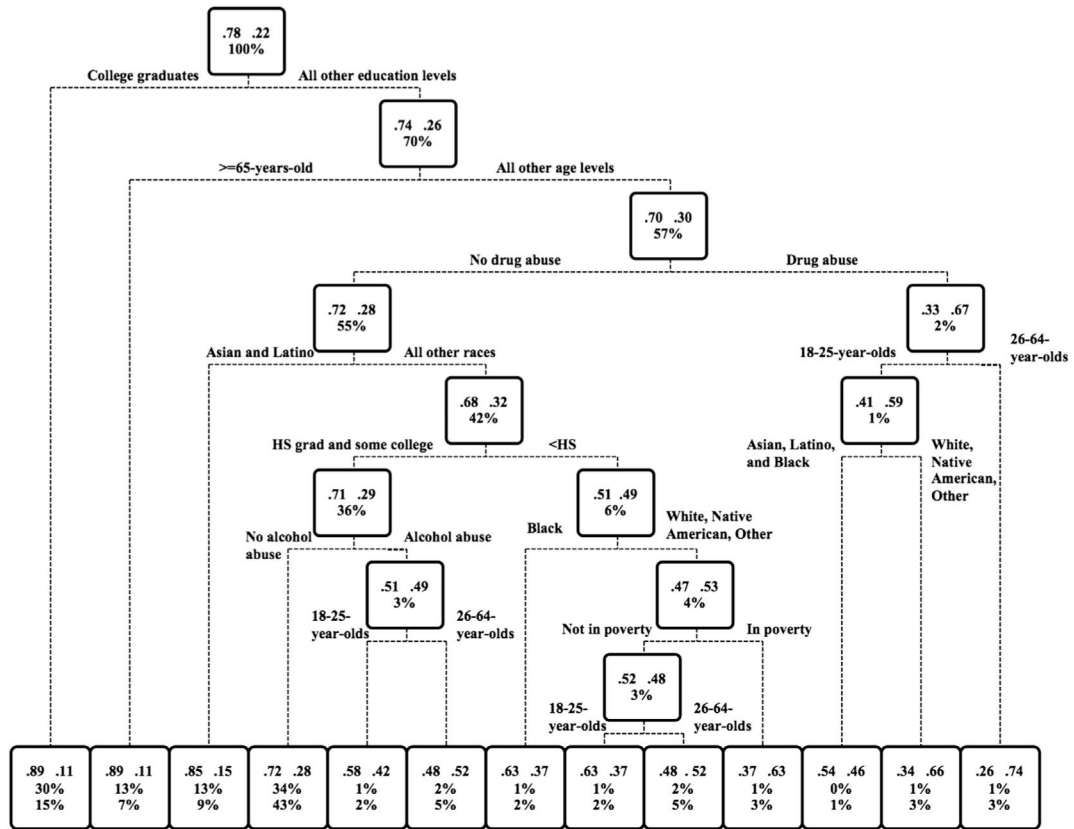 .78 .22
100%
College graduates
All other education levels
.74 .26
70%
>=65-years-old
All other age levels
.70 .30
57%
No drug abuse
Drug abuse
.72 .28
55%
.33 .67
2%
Asian and Latino
All other races
18-25-year-olds
26-64-
year-olds
.68 .32
42%
.41 .59
1%
HS grad and some college
<HS
Asian, Latino,
and Black
White,
Native
American,
Other
.71 .29
36%
.51 .49
6%
No alcohol
abuse
Alcohol abuse
Black
White, Native
American, Other
.51 .49
3%
.47 .53
4%
18-25-
year-olds
26-64-
year-olds
Not in poverty
In poverty
.52 .48
3%
18-25-
year-olds
26-64-
year-olds
.89 .11
30%
15%
.89 .11
13%
7%
.85 .15
13%
9%
.72 .28
34%
43%
.58 .42
1%
2%
.48 .52
2%
5%
.63 .37
1%
2%
.63 .37
1%
2%
.48 .52
2%
5%
.37 .63
1%
3%
.54 .46
0%
1%
.34 .66
1%
3%
.26 .74
1%
3%